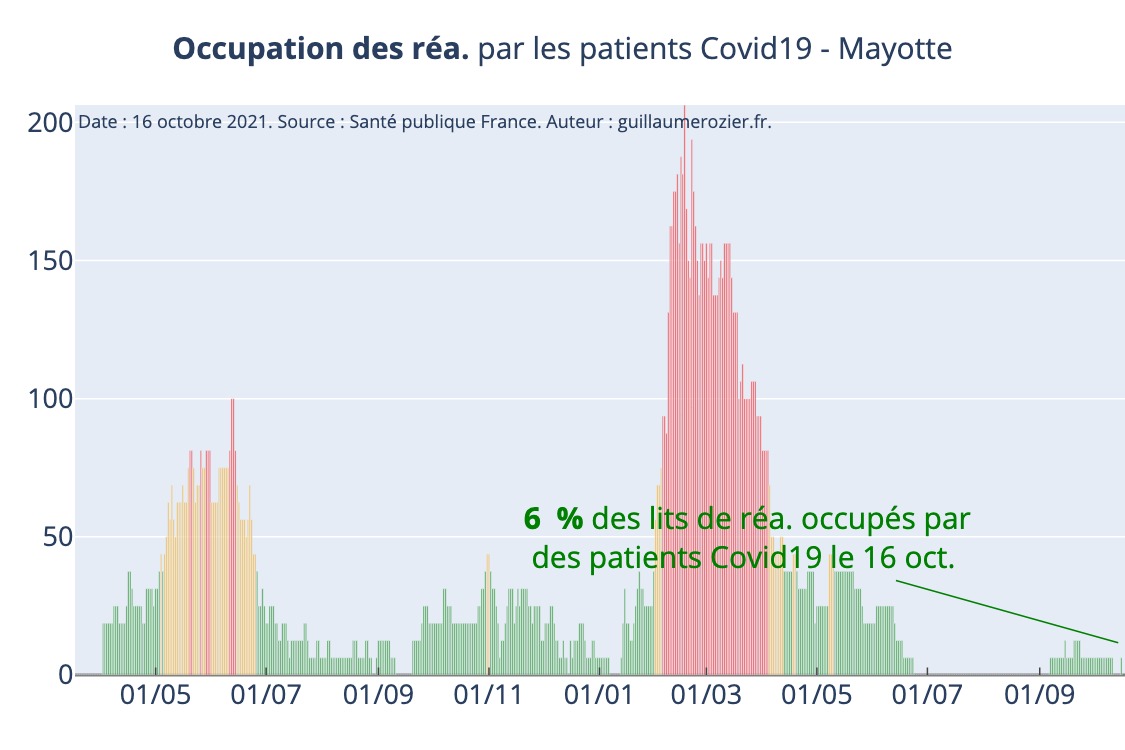 Occupation des réa. par les patients Covid19 - Mayotte
200
Date : 16 octobre 2021. Source : Santé publique France. Auteur : guillaumerozier.fr.
150
100
50
0
6 % des lits de réa. occupés par
des patients Covid19 le 16 oct.
01/05 01/07 01/09 01/11 01/01 01/03 01/05 01/07 01/09